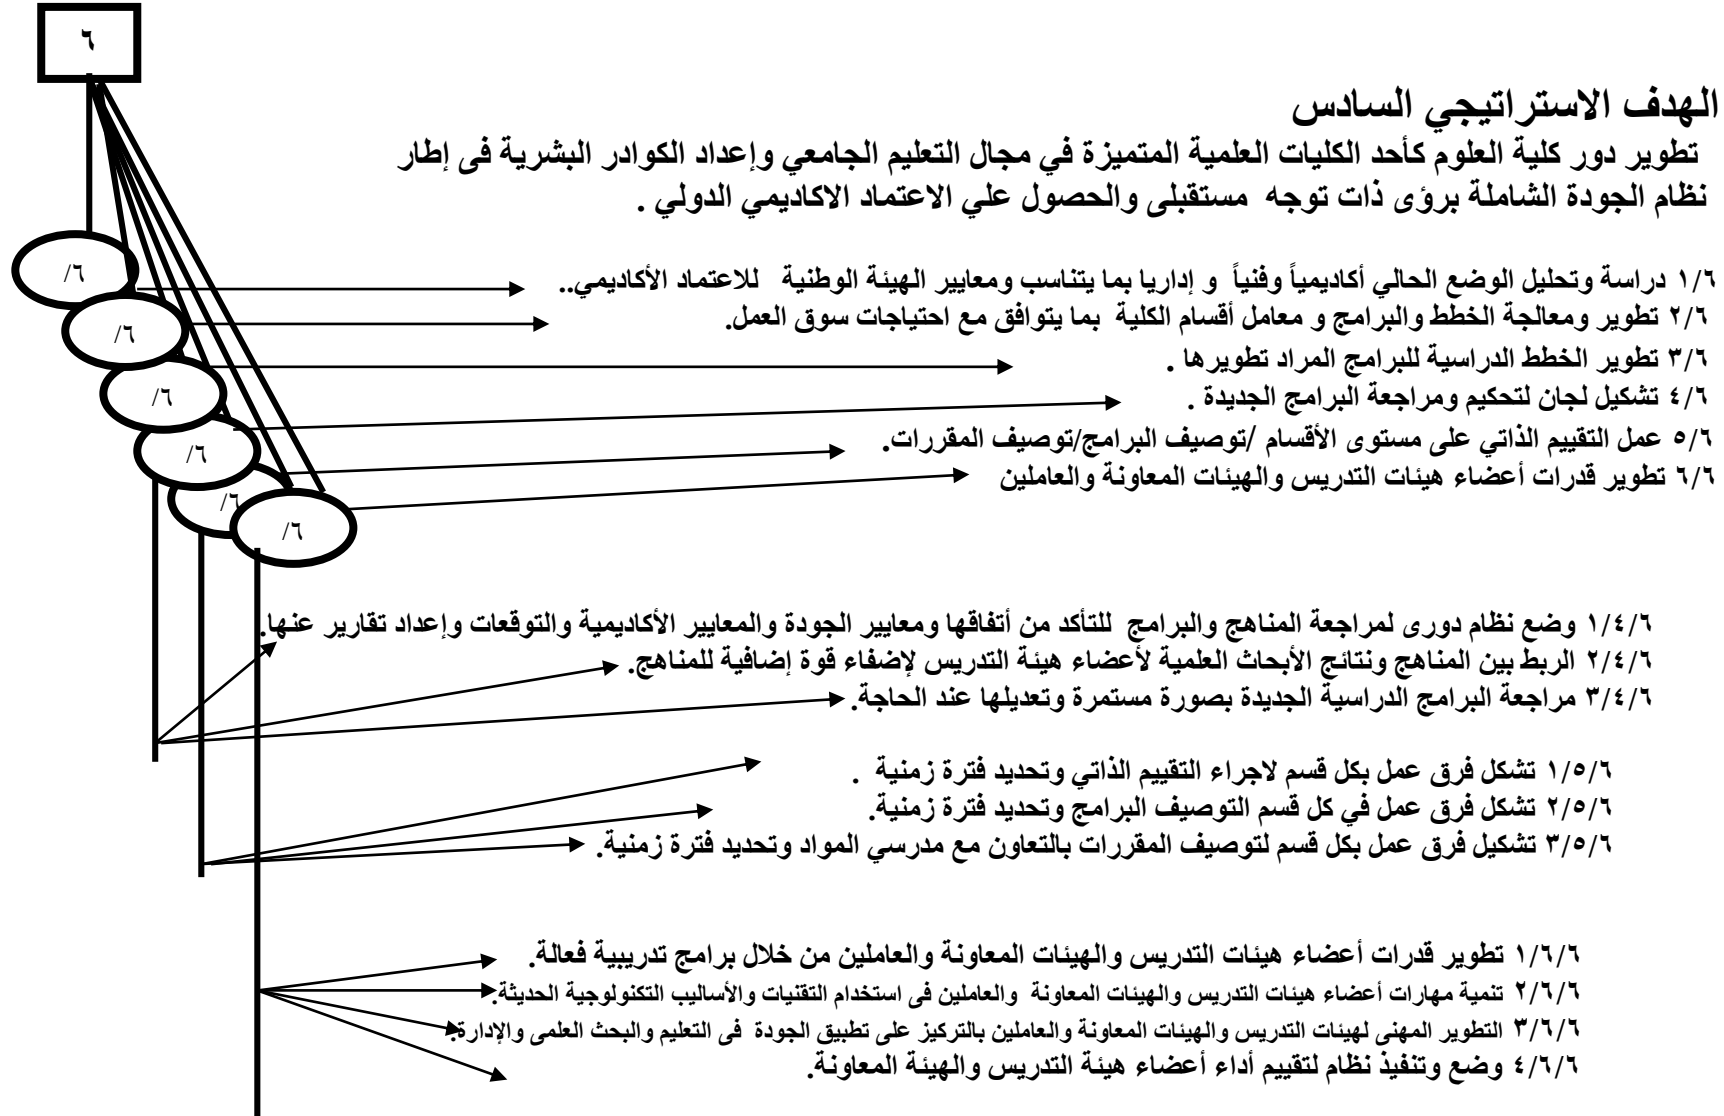 ٦
الهدف الاستراتيجي السادس
تطوير دور كلية العلوم كأحد الكليات العلمية المتميزة في مجال التعليم الجامعي وإعداد الكوادر البشرية فى إطار
نظام الجودة الشاملة برؤى ذات توجه مستقبلى والحصول علي الاعتماد الاكاديمي الدولي .
٦/
١/٦ دراسة وتحليل الوضع الحالي أكاديمياً وفنياً و إداريا بما يتناسب ومعايير الهيئة الوطنية للاعتماد الأكاديمي..
٦/
٢/٦ تطوير ومعالجة الخطط والبرامج و معامل أقسام الكلية بما يتوافق مع احتياجات سوق العمل.
٦/
٣/٦ تطوير الخطط الدراسية للبرامج المراد تطويرها .
٦/
٤/٦ تشكيل لجان لتحكيم ومراجعة البرامج الجديدة .
٦/
٥/٦ عمل التقييم الذاتي على مستوى الأقسام /توصيف البرامج/توصيف المقررات.
٦/
٦/٦ تطوير قدرات أعضاء هيئات التدريس والهيئات المعاونة والعاملين
١/٤/٦ وضع نظام دورى لمراجعة المناهج والبرامج للتأكد من أتفاقها ومعايير الجودة والمعايير الأكاديمية والتوقعات وإعداد تقارير عنها.
٢/٤/٦ الربط بين المناهج ونتائج الأبحاث العلمية لأعضاء هيئة التدريس لإضفاء قوة إضافية للمناهج.
٣/٤/٦ مراجعة البرامج الدراسية الجديدة بصورة مستمرة وتعديلها عند الحاجة.
١/٥/٦ تشكل فرق عمل بكل قسم لاجراء التقييم الذاتي وتحديد فترة زمنية .
٢/٥/٦ تشكل فرق عمل في كل قسم التوصيف البرامج وتحديد فترة زمنية.
٣/٥/٦ تشكيل فرق عمل بكل قسم لتوصيف المقررات بالتعاون مع مدرسي المواد وتحديد فترة زمنية.
١/٦/٦ تطوير قدرات أعضاء هيئات التدريس والهيئات المعاونة والعاملين من خلال برامج تدريبية فعالة.
٢/٦/٦ تنمية مهارات أعضاء هيئات التدريس والهيئات المعاونة والعاملين فى استخدام التقنيات والأساليب التكنولوجية الحديثة.
٣/٦/٦ التطوير المهنى لهيئات التدريس والهيئات المعاونة والعاملين بالتركيز على تطبيق الجودة فى التعليم والبحث العلمى والإدارة.
٤/٦/٦ وضع وتنفيذ نظام لتقييم أداء أعضاء هيئة التدريس والهيئة المعاونة.